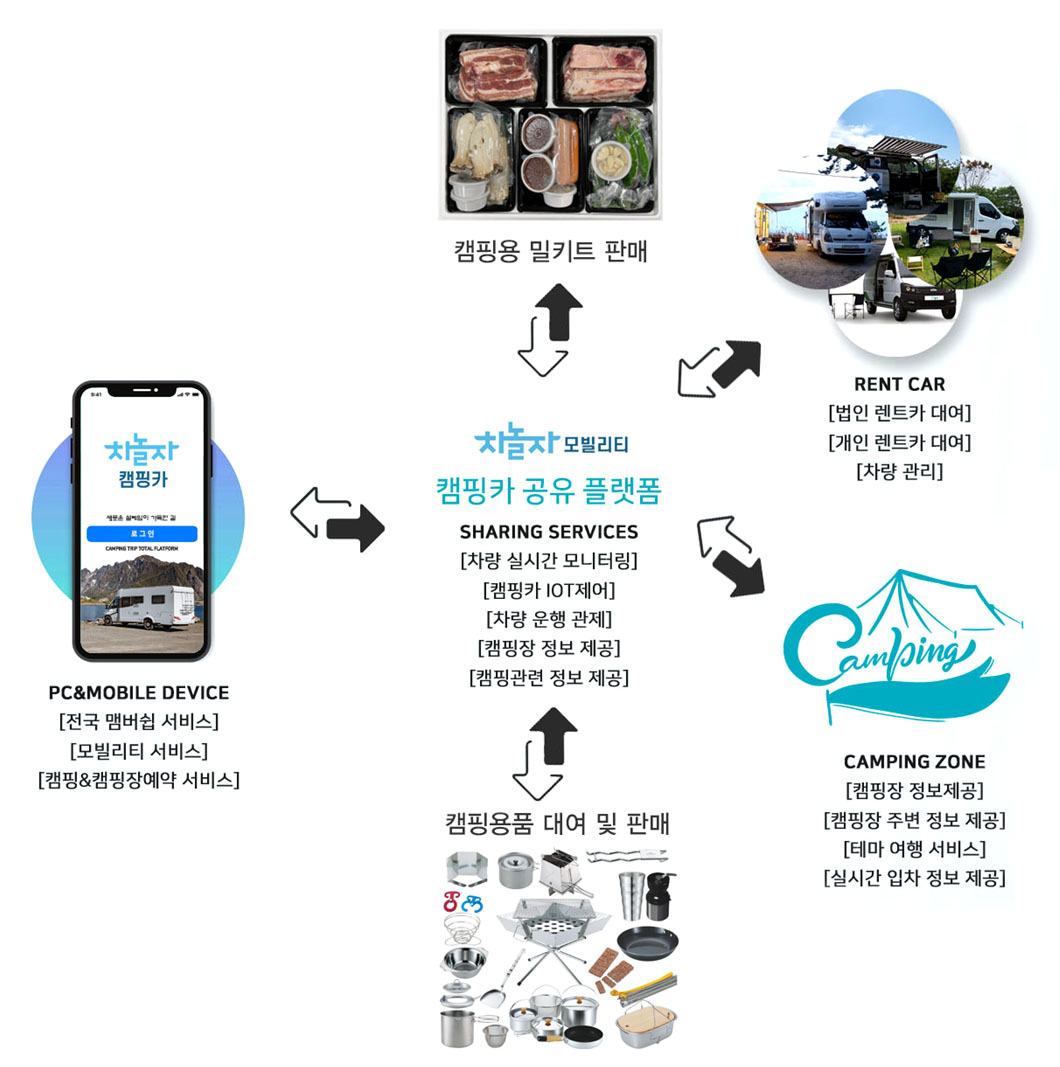 캠핑용 밀키트 판매
RENT CAR
[법인 렌트카 대여]
[개인 렌트카 대여]
[차량 관리]
9:41
차놀자
캠핑카
새로운 설레임이 가득한 길
로그인
CAMPING TRIP TOTAL FLATFORM
PC&MOBILE DEVICE
[전국 맴버쉽 서비스]
[모빌리티 서비스]
[캠핑&캠핑장예약 서비스]
차놀자 모빌리티
캠핑카 공유 플랫폼
SHARING SERVICES
[차량 실시간 모니터링]
[캠핑카 IOT제어]
[차량 운행 관제]
[캠핑장 정보 제공]
[캠핑관련 정보 제공]
Camping
CAMPING ZONE
[캠핑장 정보제공]
[캠핑장 주변 정보 제공]
[테마 여행 서비스]
[실시간 입차 정보 제공]
캠핑용품 대여 및 판매